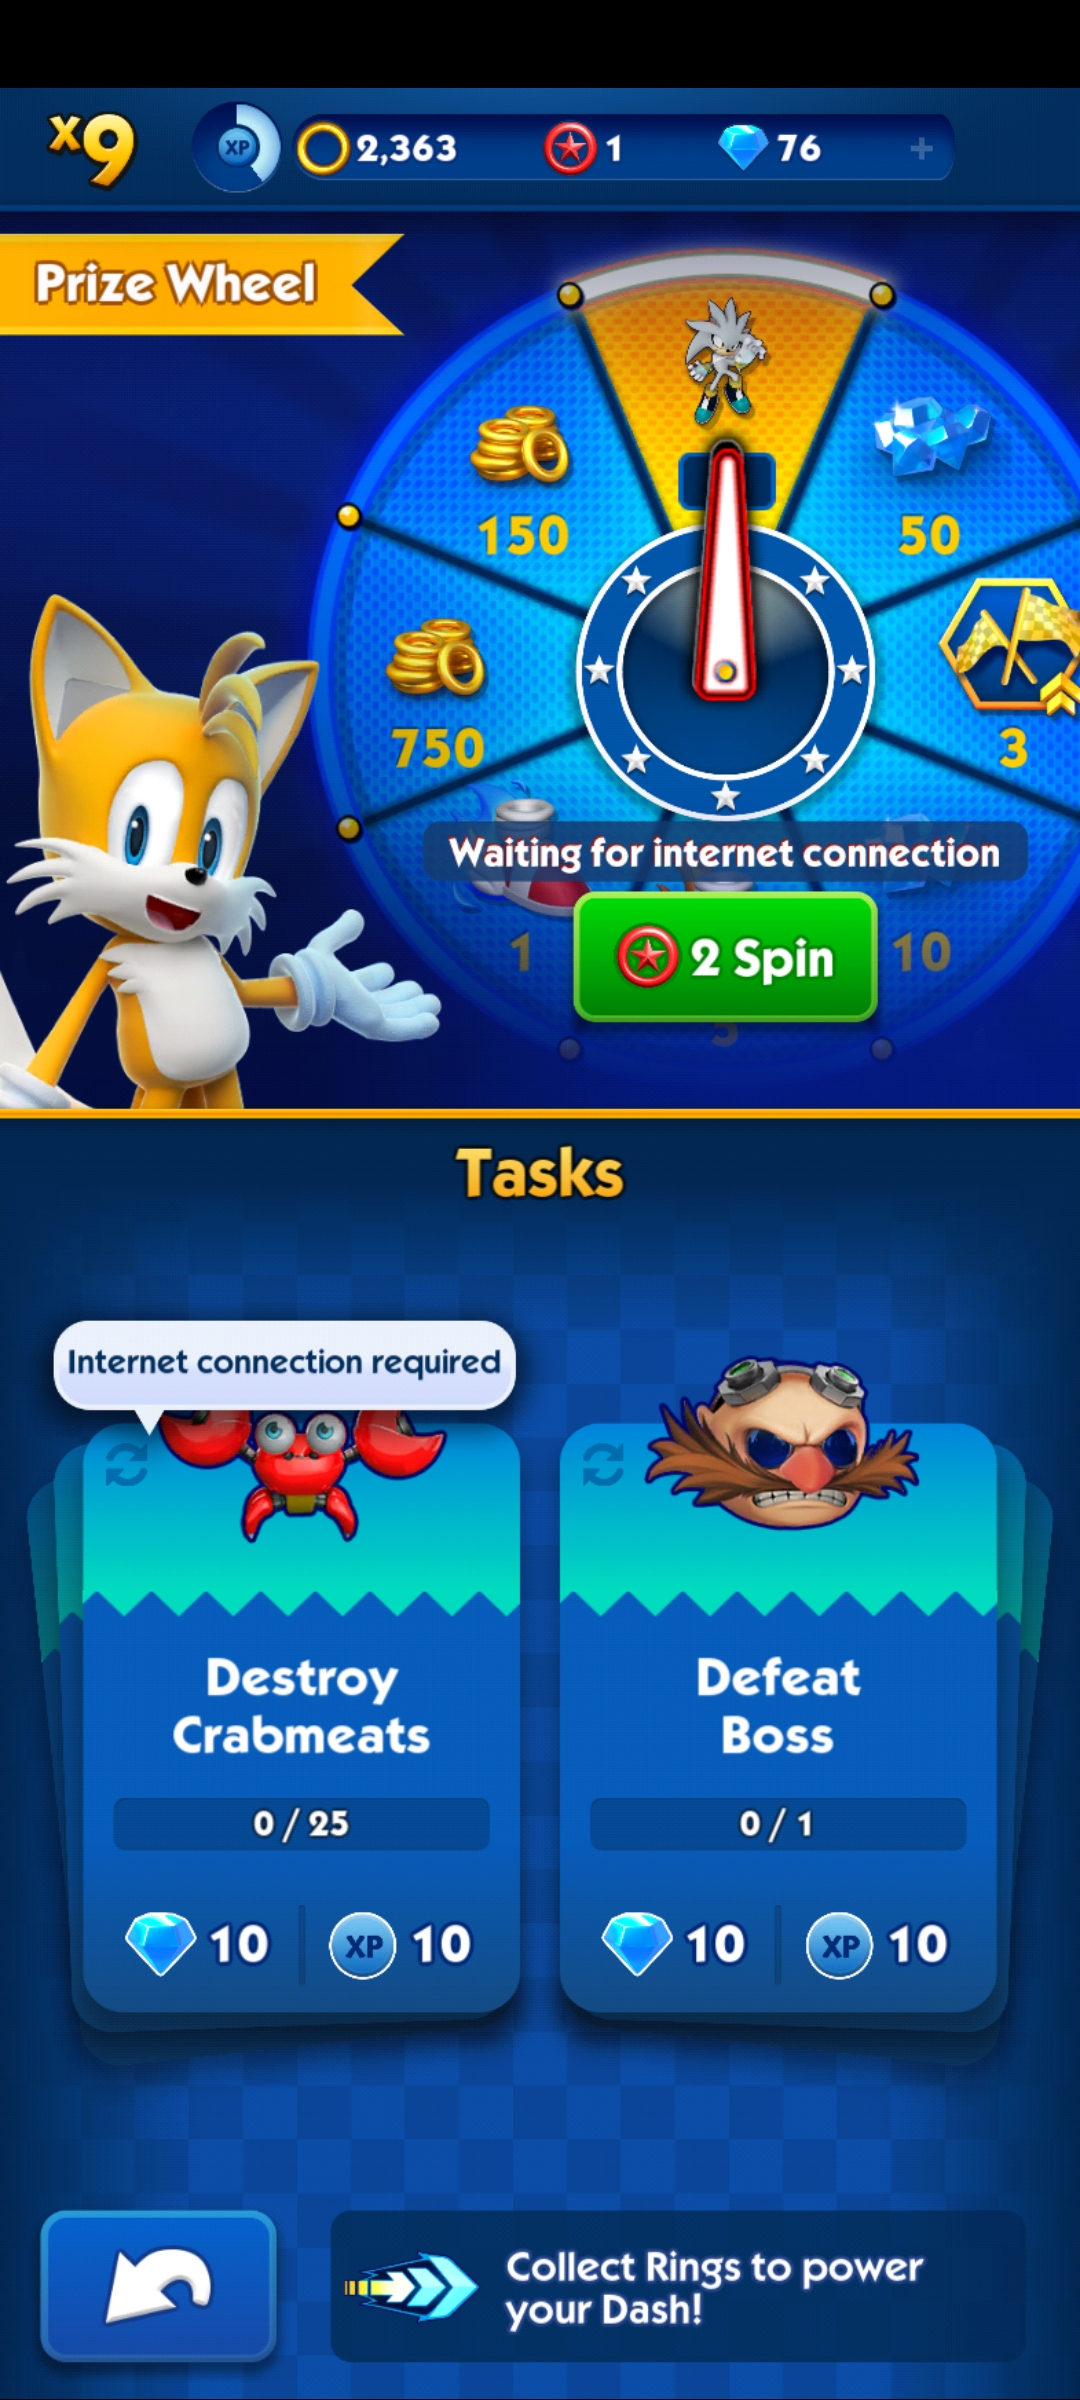 x9
XP
2,363
1
76
Prize Wheel
150
50
750
3
Waiting for internet connection
1
2 Spin
10
Tasks
Internet connection required
Destroy
Crabmeats
0 / 25
10
XP
10
Defeat
Boss
0 / 1
10
XP
10
Collect Rings to power
your Dash!